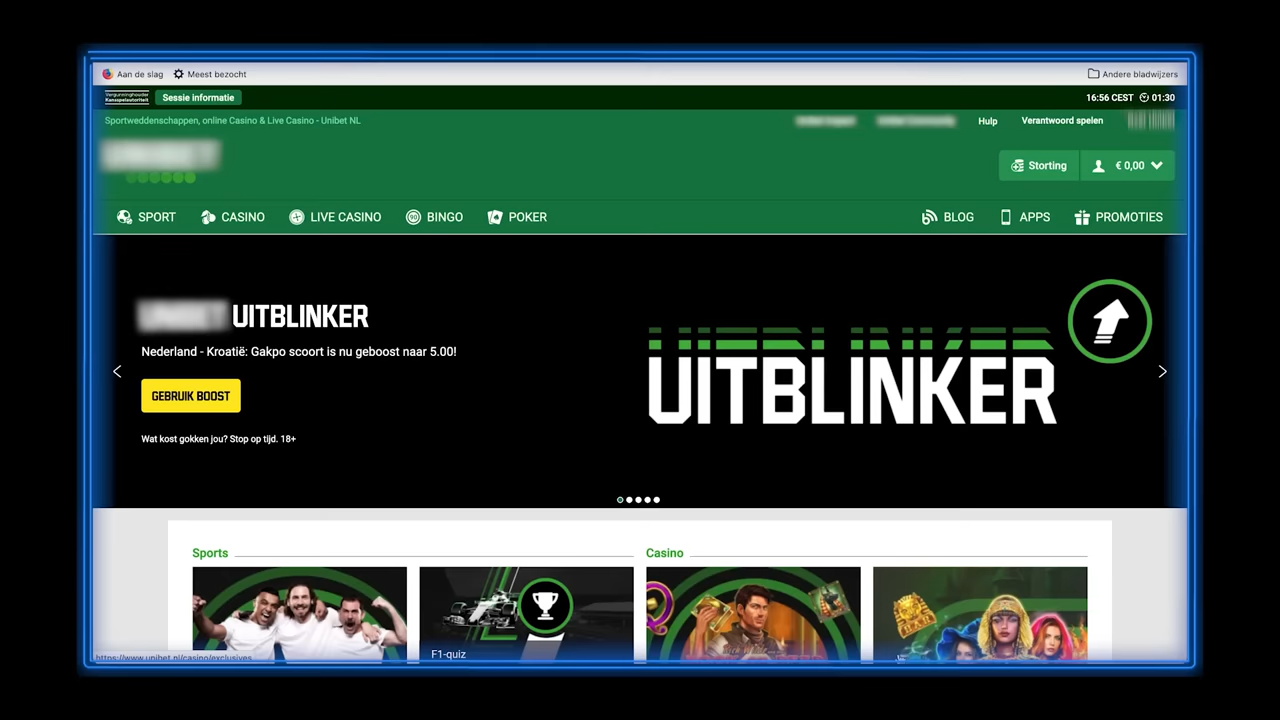 Aan de slag
Meest bezocht
Andere bladwijzers
Vergunninghouder
Kansspelautoriteit
Sessie informatie
16:56 CEST 01:30
Sportweddenschappen, online Casino & Live Casino - Unibet NL
Hulp
Verantwoord spelen
Storting
€ 0,00
SPORT
CASINO
LIVE CASINO
BINGO
POKER
BLOG
APPS
PROMOTIES
UITBLINKER
Nederland - Kroatië: Gakpo scoort is nu geboost naar 5.00!
GEBRUIK BOOST
Wat kost gokken jou? Stop op tijd. 18+
UITBLINKER
Sports
Casino
F1-quiz
https://www.unibet.nl/casino/exclusives